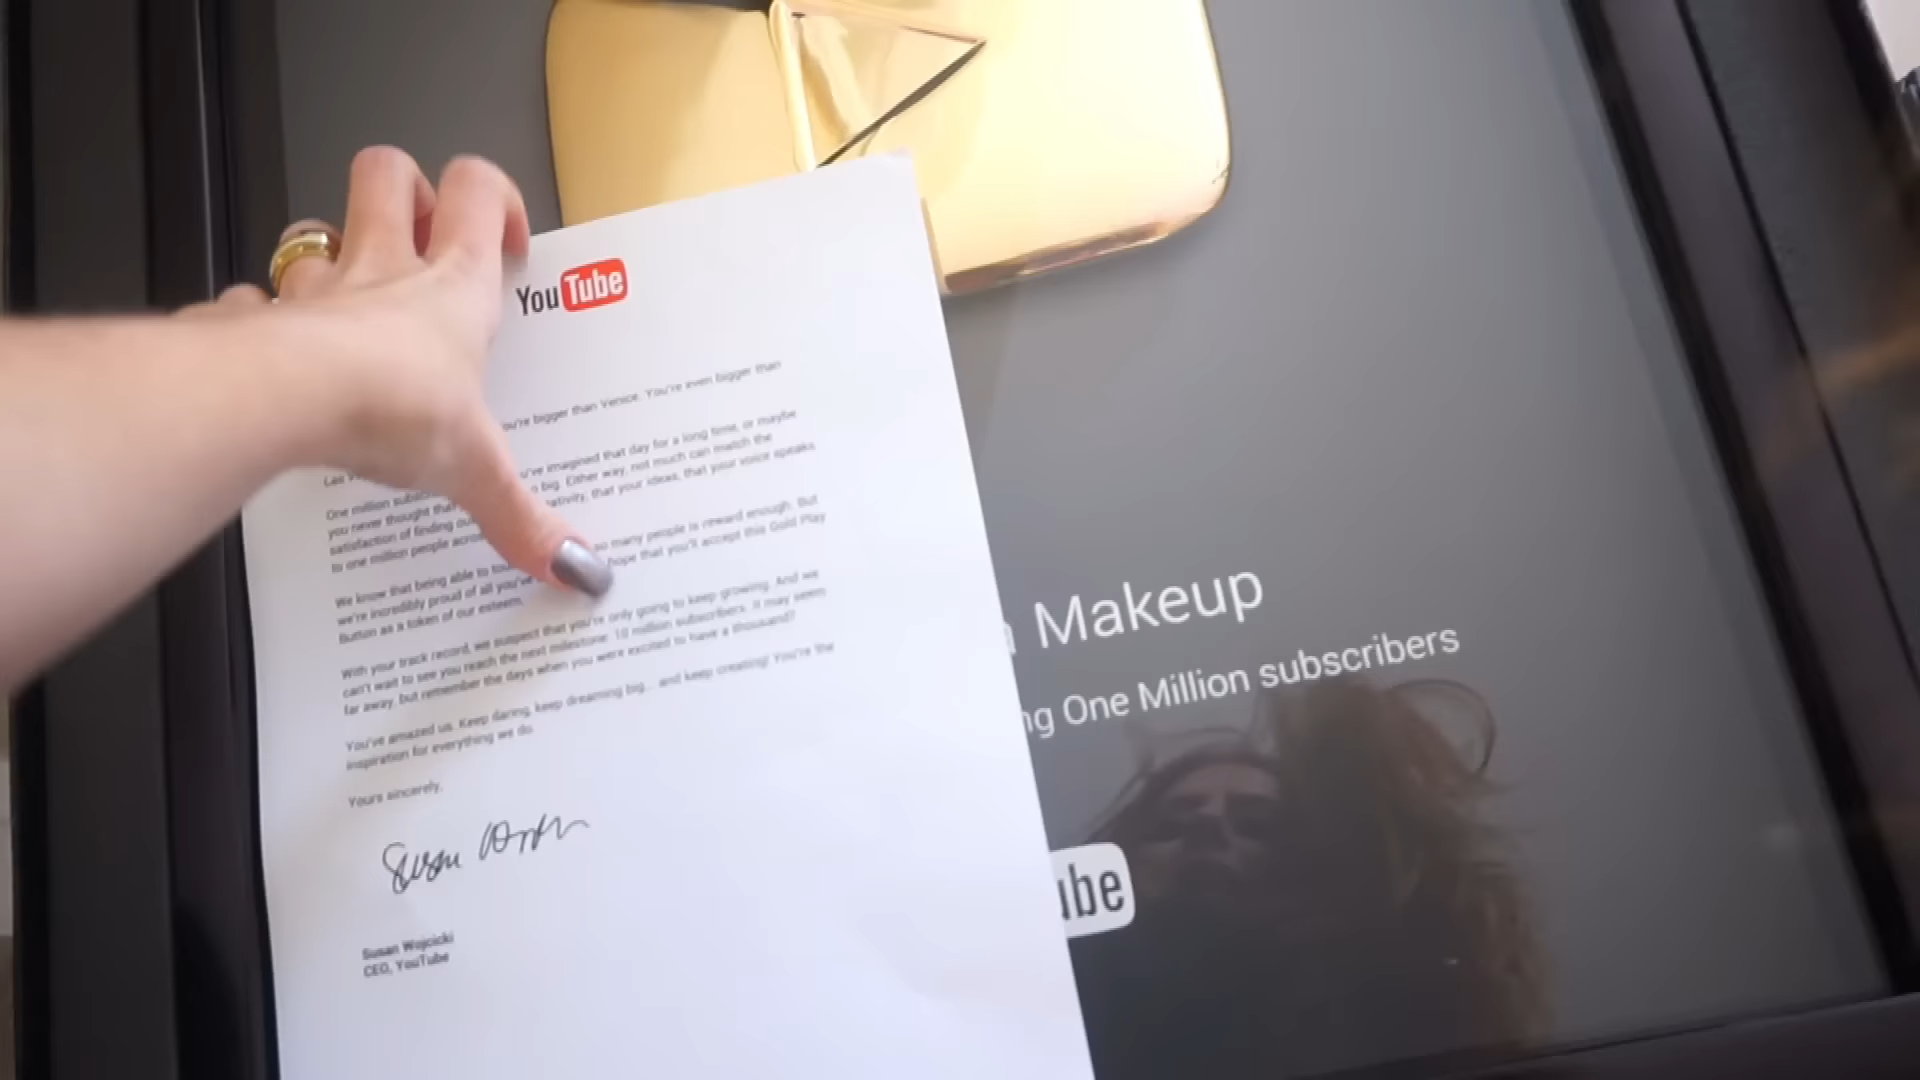 YouTube
You're bigger than Venice. You're even bigger than
Las
One million
you've imagined that day for a long time, or maybe
you never thought
big. Either way, not much can match the
satisfaction of finding
that your ideas, that your voice speaks
to one million people
We know that being able to
so many people is reward enough. But
we're incredibly proud of all you've
hope that you'll accept this Gold Play
Button as a token of our esteem.
With your track record, we suspect that you're only going to keep growing. And we
can't wait to see you reach the next milestone: 10 million subscribers. It may seem
far away, but remember the days when you were excited to have a thousand?
You've amazed us. Keep daring, keep dreaming big... and keep creating! You're the
inspiration for everything we do.
Yours sincerely,
Susan
Susan Wojcicki
CEO, YouTube
Makeup
ng One Million subscribers
ube